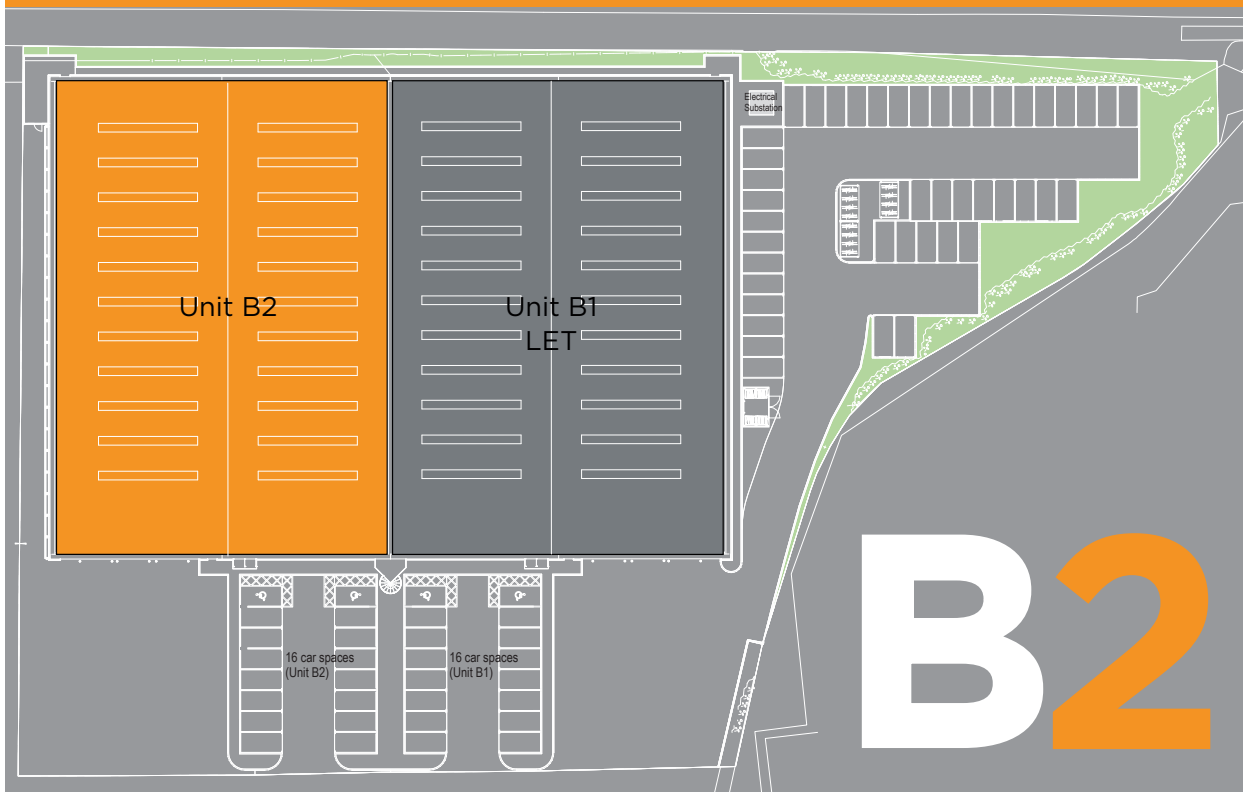 Electrical
Substation
Unit B2
Unit B1
LET
16 car spaces
(Unit B2)
16 car spaces
(Unit B1)
B2